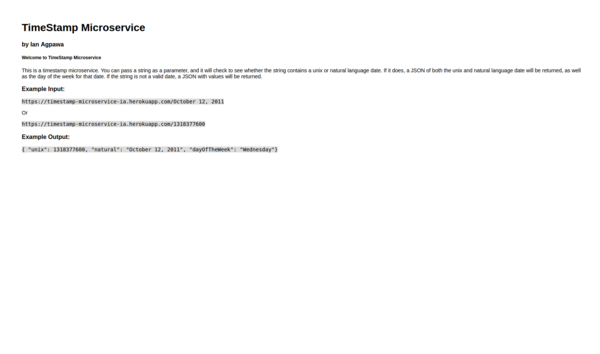 TimeStamp Microservice
by Ian Agpawa
Welcome to TimeStamp Microservice
This is a timestamp microservice. You can pass a string as a parameter, and it will check to see whether the string contains a unix or natural language date. If it does, a JSON of both the unix and natural language date will be returned, as well
as the day of the week for that date. If the string is not a valid date, a JSON with values will be returned.
Example Input:
https://timestamp-microservice-ia.herokuapp.com/October 12, 2011
Or
https://timestamp-microservice-ia.herokuapp.com/1318377600
Example Output:
{ "unix": 1318377600, "natural": "October 12, 2011", "dayOfTheWeek": "Wednesday"}